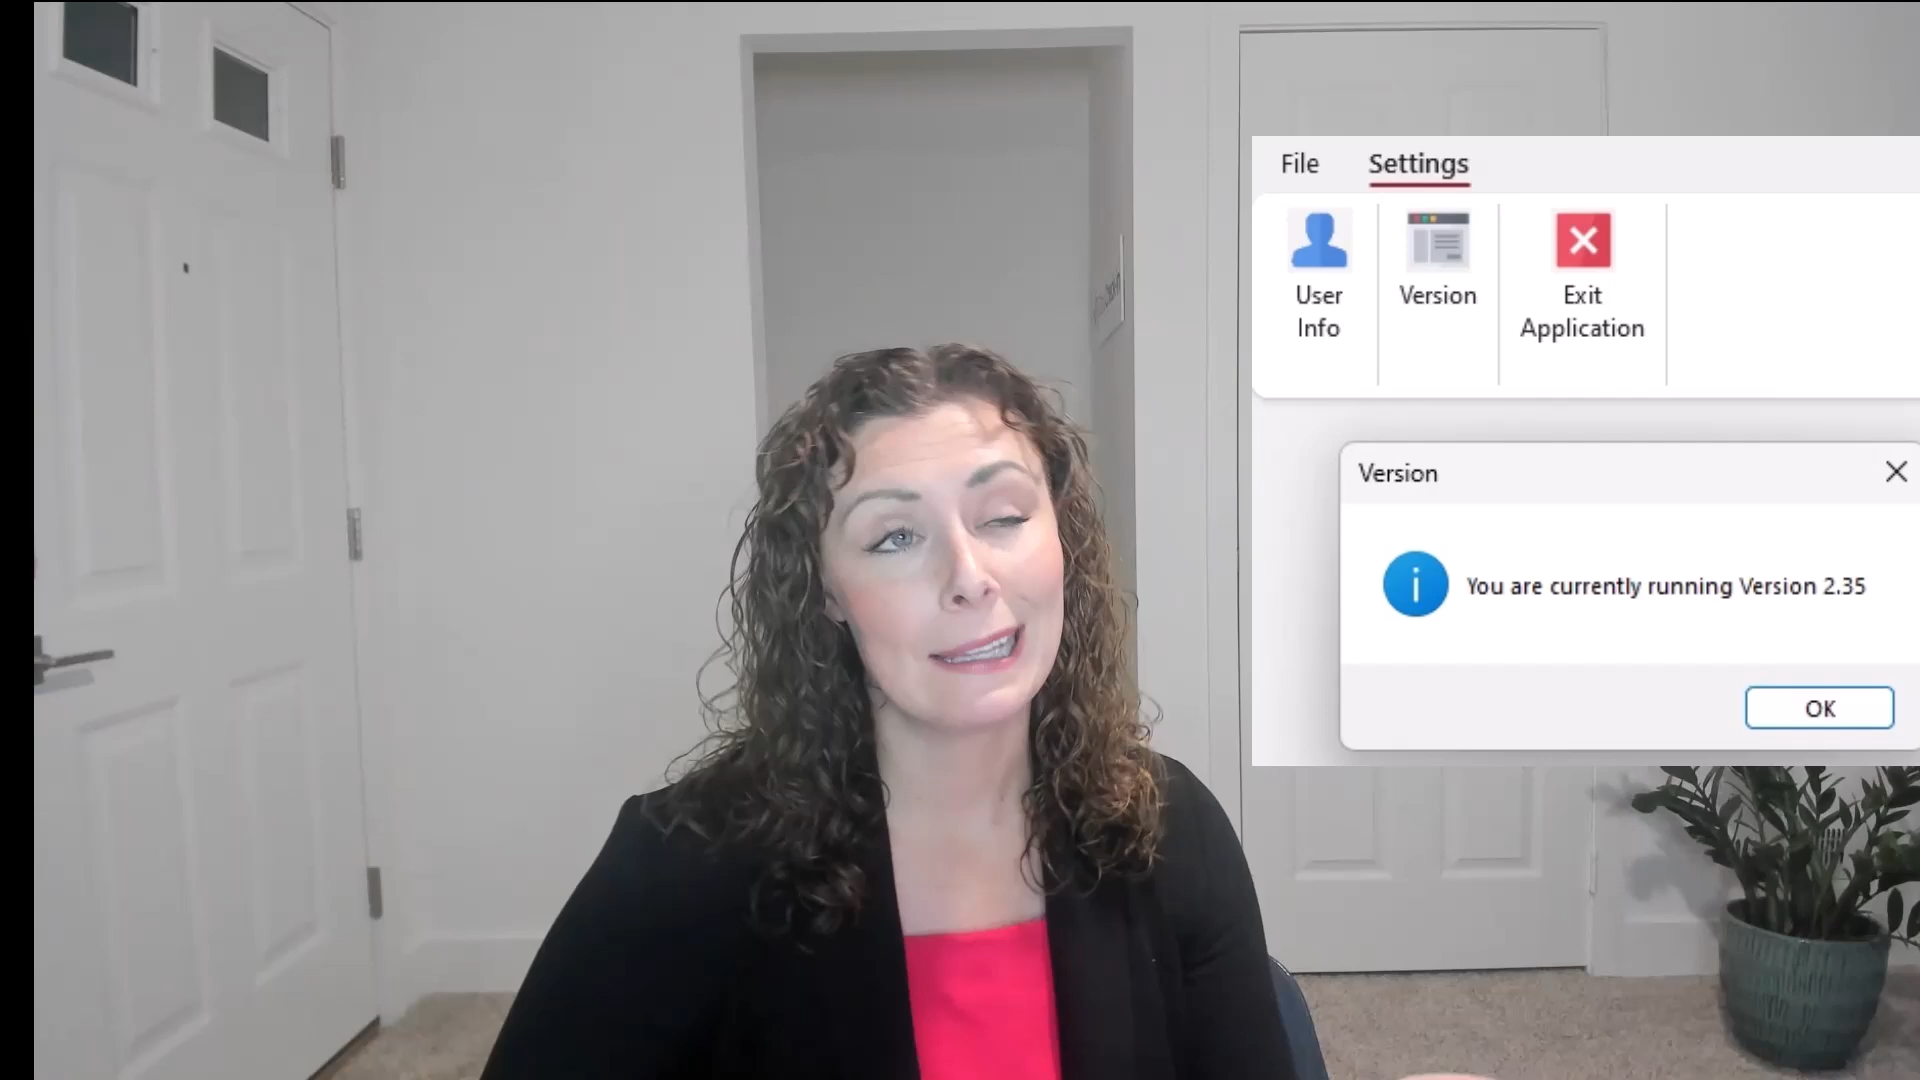 File
Settings
User
Info
Version
Exit
Application
Version
You are currently running Version 2.35
OK